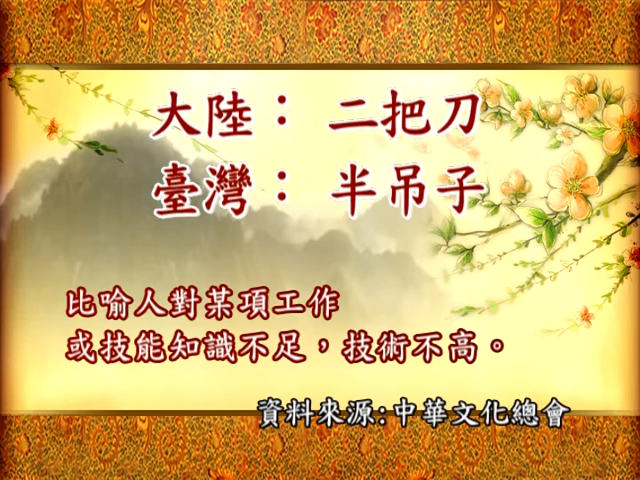 大陸：二把刀
臺灣：半吊子
比喻人對某項工作
或技能知識不足，技術不高。
資料來源:中華文化總會